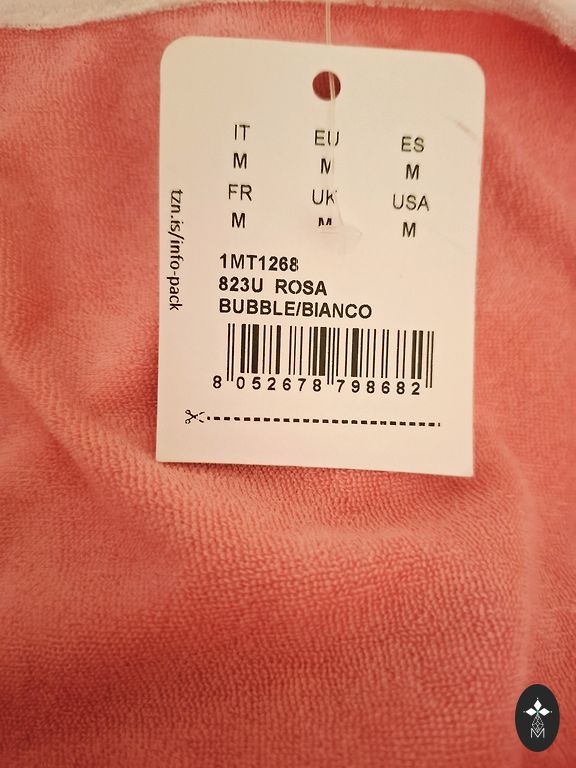 IT EU ES
M M M
FR UK USA
M M M
tzn.is/info-pack
1MT1268
823U ROSA
BUBBLE/BIANCO
8 052678 798682